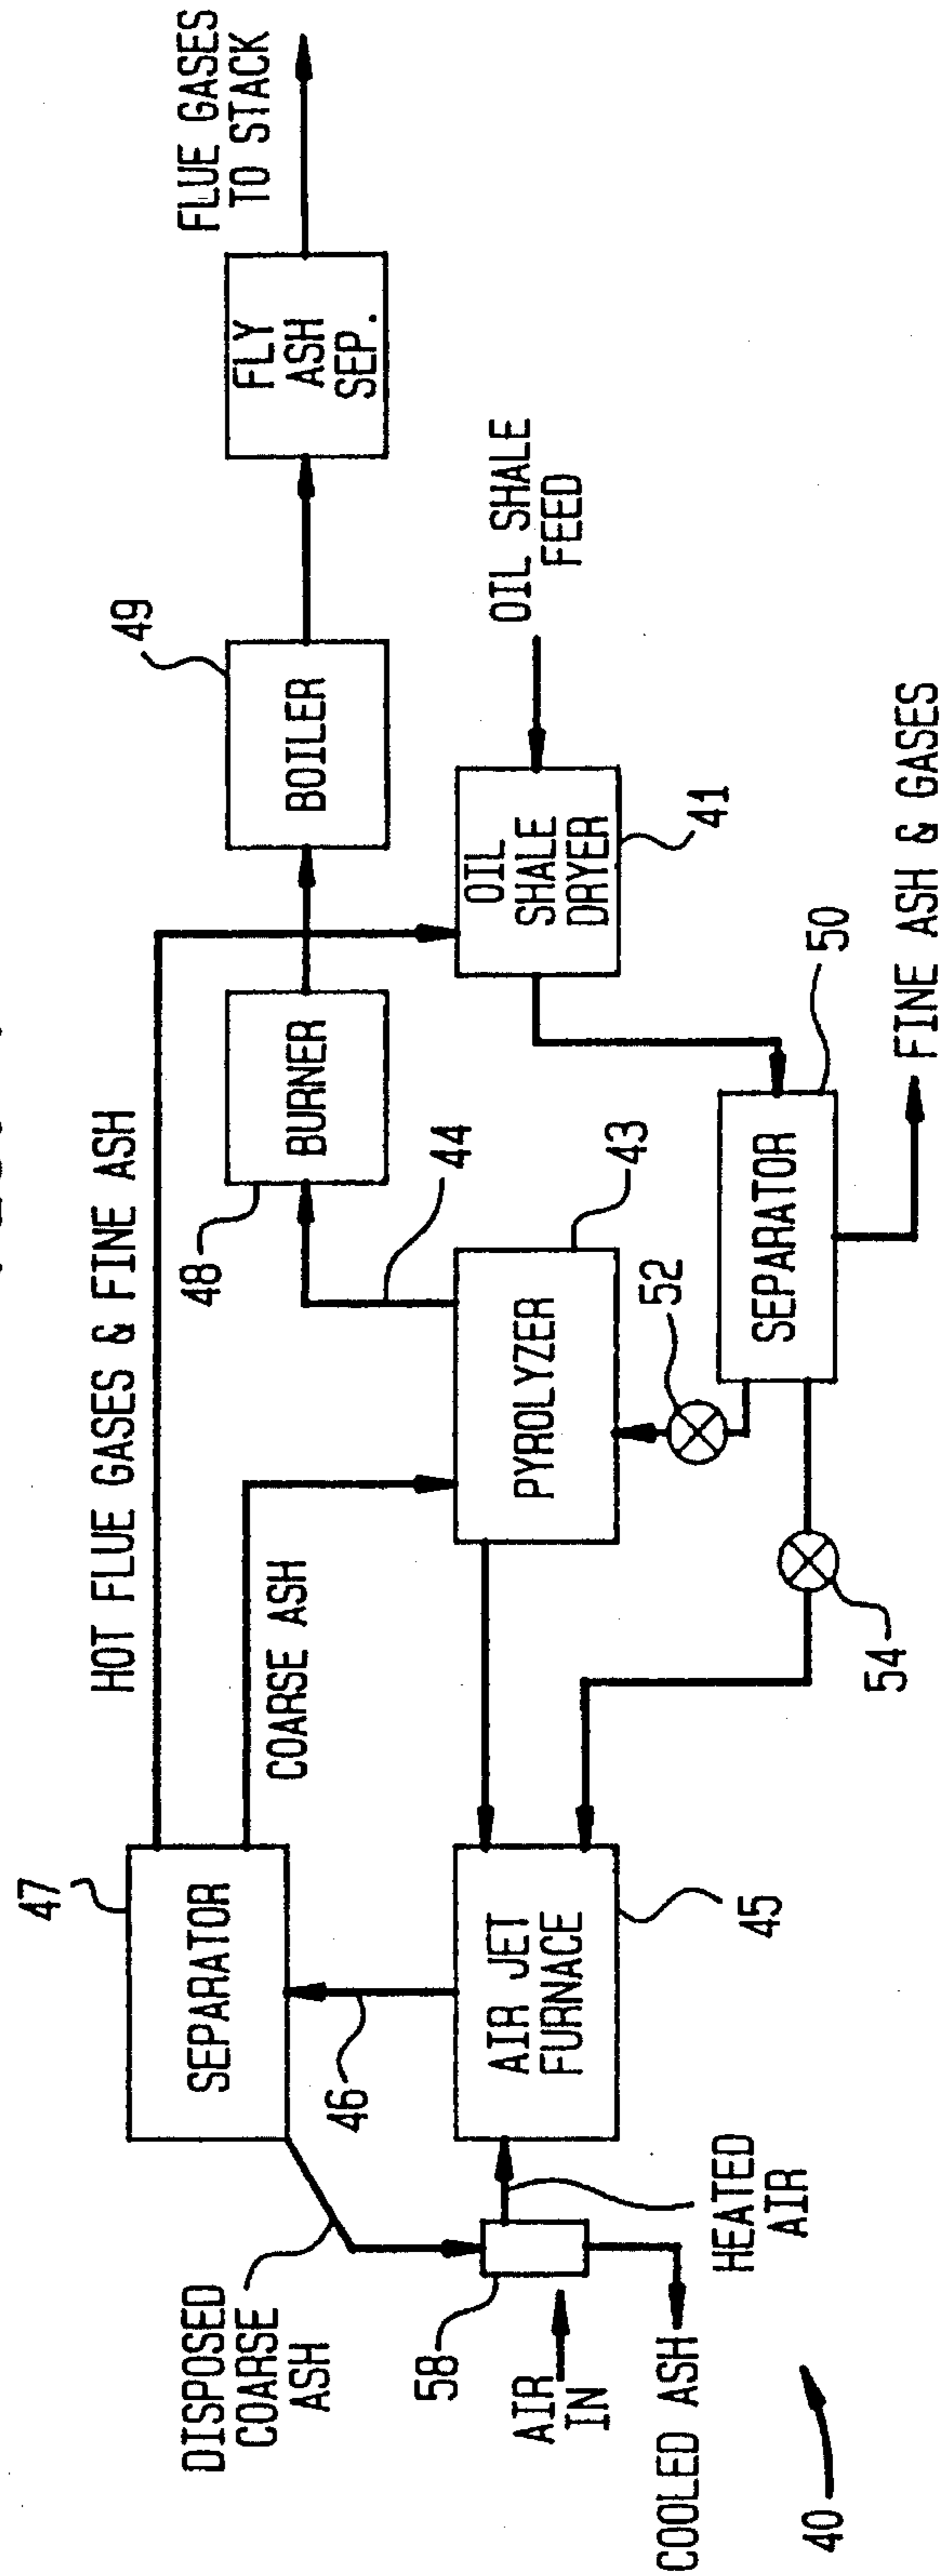 FLUE GASES
TO STACK
FLY
ASH
SEP.
49
BOILER
OIL SHALE
FEED
HOT FLUE GASES & FINE ASH
48
BURNER
44
OIL
SHALE
DRYER
41
47
SEPARATOR
COARSE ASH
PYROLYZER
43
52
SEPARATOR
50
FINE ASH & GASES
54
46
AIR JET
FURNACE
45
DISPOSED
COARSE
ASH
58
AIR
IN
HEATED
AIR
COOLED ASH
40